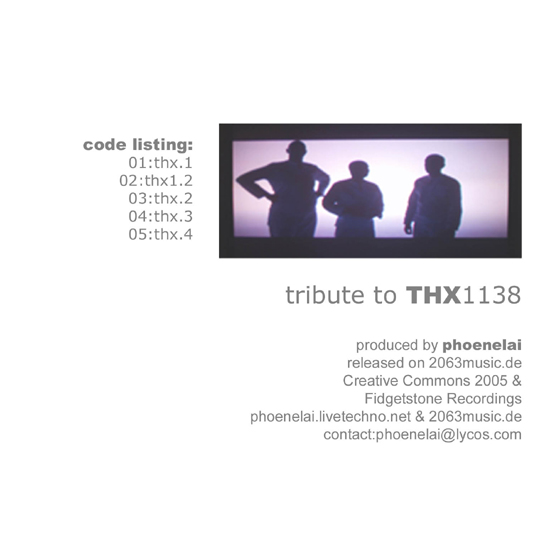 code listing:
01:thx.1
02:thx1.2
03:thx.2
04:thx.3
05:thx.4
tribute to THX1138
produced by phoenelai
released on 2063music.de
Creative Commons 2005 &
Fidgetstone Recordings
phoenelai.livetechno.net & 2063music.de
contact:phoenelai@lycos.com